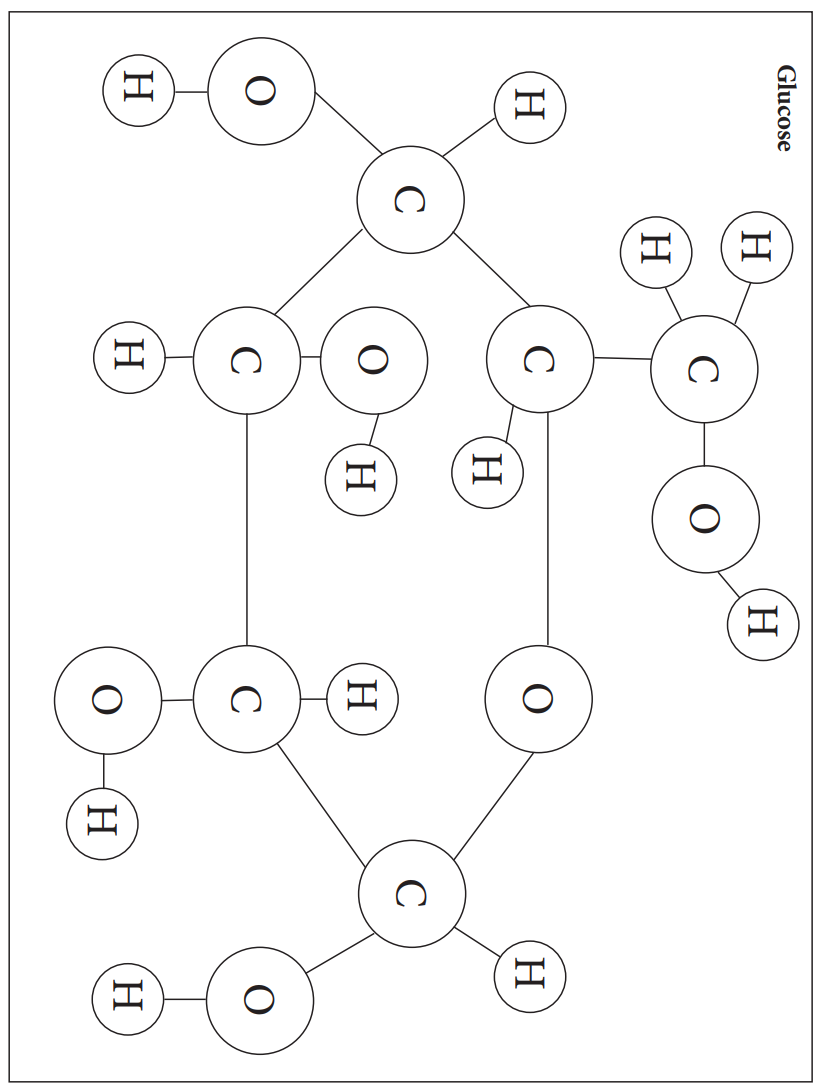 Glucose
H H
C O
H
H C O H
H
C C
O H H
O C C O
H H O H H